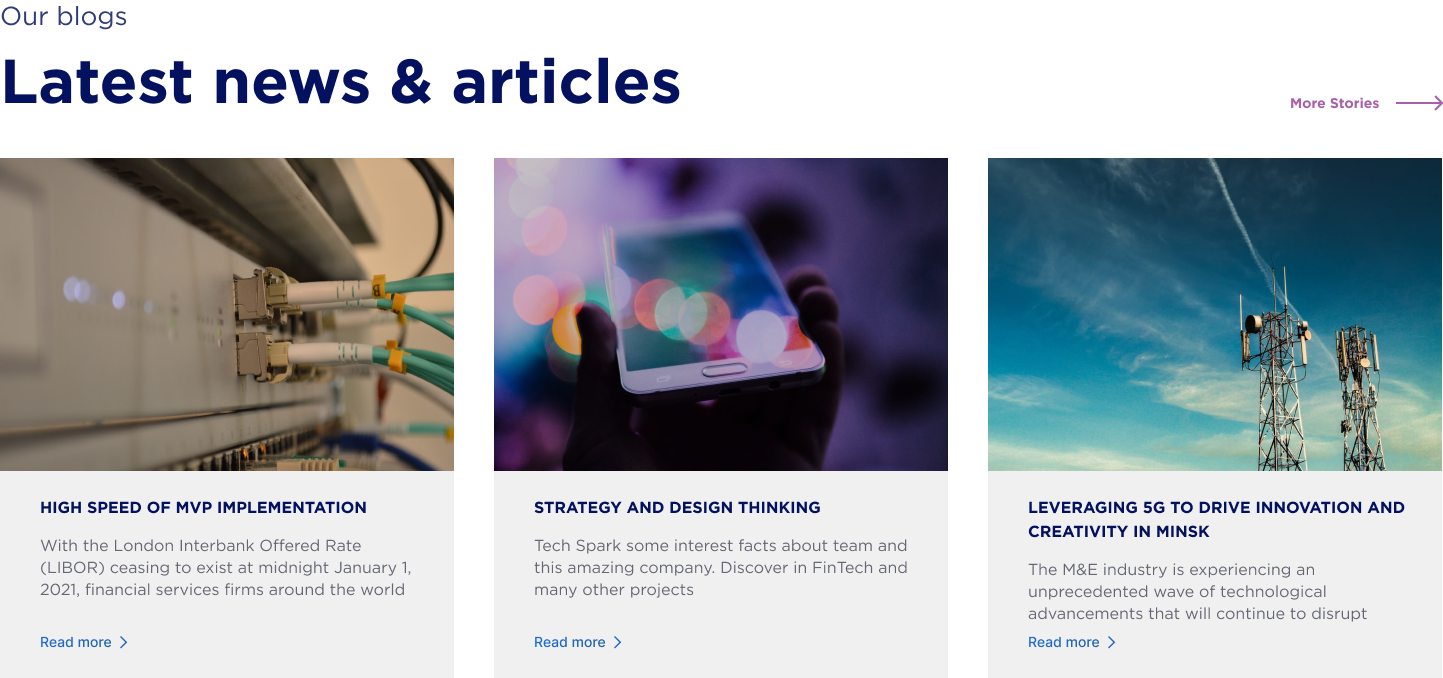 Our blogs
Latest news & articles
More Stories
HIGH SPEED OF MVP IMPLEMENTATION
With the London Interbank Offered Rate
(LIBOR) ceasing to exist at midnight January 1,
2021, financial services firms around the world
Read more
STRATEGY AND DESIGN THINKING
Tech Spark some interest facts about team and
this amazing company. Discover in FinTech and
many other projects
Read more
LEVERAGING 5G TO DRIVE INNOVATION AND
CREATIVITY IN MINSK
The M&E industry is experiencing an
unprecedented wave of technological
advancements that will continue to disrupt
Read more